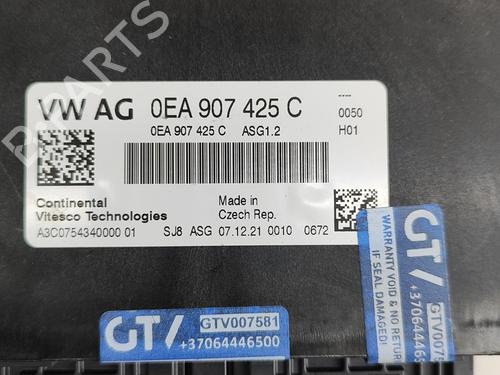 VW AG 0EA 907 425 C
0EA 907 425 C ASG1.2
----
0050
H01
Continental
Vitesco Technologies
A3C0754340000 01
Made in
Czech Rep.
SJ8 ASG 07.12.21 0010 0672
GT/
GTV007581
+37064446500
GT/
WARRANTY VOID & NO RETURN
IF SEAL DAMAGED!
PARTS